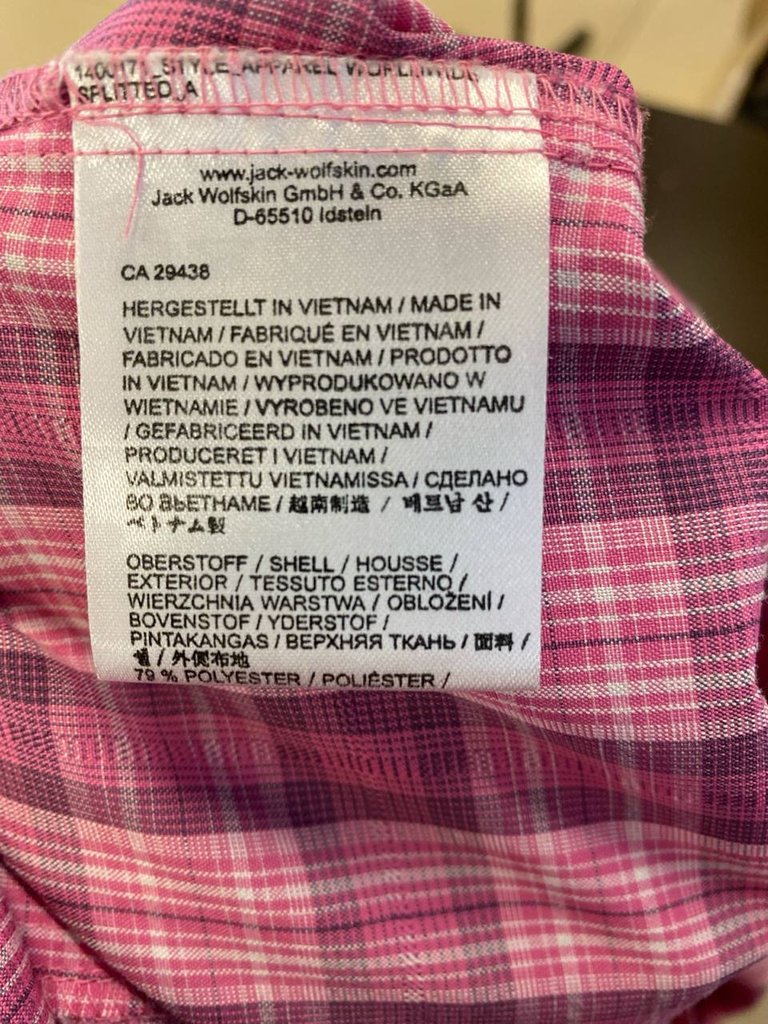 SPLITTED_A
www.jack-wolfskin.com
Jack Wolfskin GmbH & Co. KGaA
D-65510 Idstein
CA 29438
HERGESTELLT IN VIETNAM / MADE IN
VIETNAM / FABRIQUÉ EN VIETNAM /
FABRICADO EN VIETNAM / PRODOTTO
IN VIETNAM / WYPRODUKOWANO W
WIETNAMIE / VYROBENO VE VIETNAMU
/ GEFABRICEERD IN VIETNAM /
PRODUCERET I VIETNAM /
VALMISTETTU VIETNAMISSA / СДЕЛАНО
ВО ВЬЕТНАМЕ / 越南制造 / 베트남 산 /
ベトナム製
OBERSTOFF / SHELL / HOUSSE /
EXTERIOR / TESSUTO ESTERNO /
WIERZCHNIA WARSTWA / OBLOŽENÍ /
BOVENSTOF / YDERSTOF /
PINTAKANGAS / ВЕРХНЯЯ ТКАНЬ / 面料 /
/ 外側布地
79 % POLYESTER / POLIÉSTER /